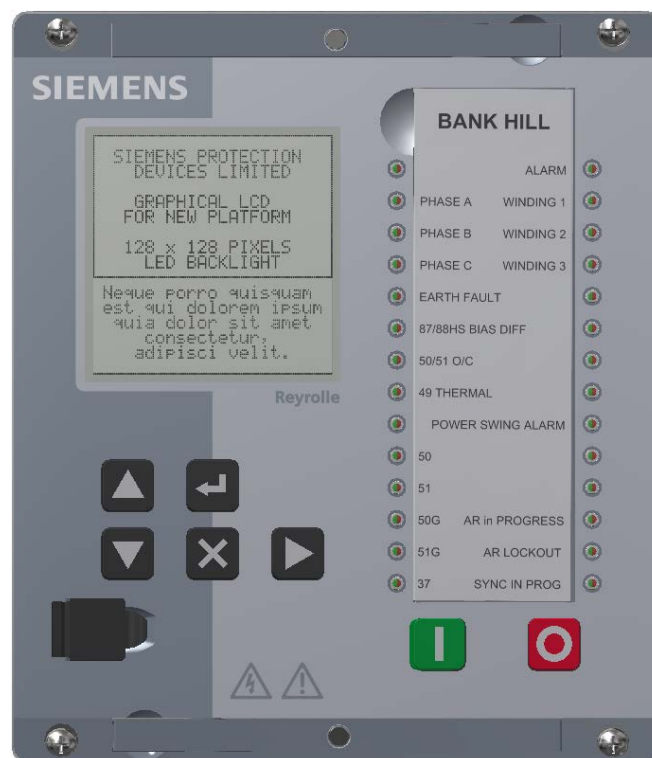 SIEMENS
SIEMENS PROTECTION
DEVICES LIMITED
GRAPHICAL LCD
FOR NEW PLATFORM
128 x 128 PIXELS
LED BACKLIGHT
Neque porro quisquam
est qui dolorem ipsum
quia dolor sit amet
consectetur,
adipisci velit.
Reyrolle
BANK HILL
ALARM
PHASE A WINDING 1
PHASE B WINDING 2
PHASE C WINDING 3
EARTH FAULT
87/88HS BIAS DIFF
50/51 O/C
49 THERMAL
POWER SWING ALARM
50
51
50G AR in PROGRESS
51G AR LOCKOUT
37 SYNC IN PROG